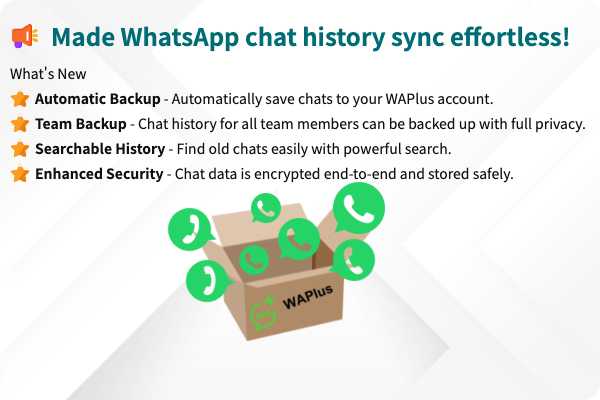 Made WhatsApp chat history sync effortless!
What's New
Automatic Backup - Automatically save chats to your WAPlus account.
Team Backup - Chat history for all team members can be backed up with full privacy.
Searchable History - Find old chats easily with powerful search.
Enhanced Security - Chat data is encrypted end-to-end and stored safely.
WAPlus